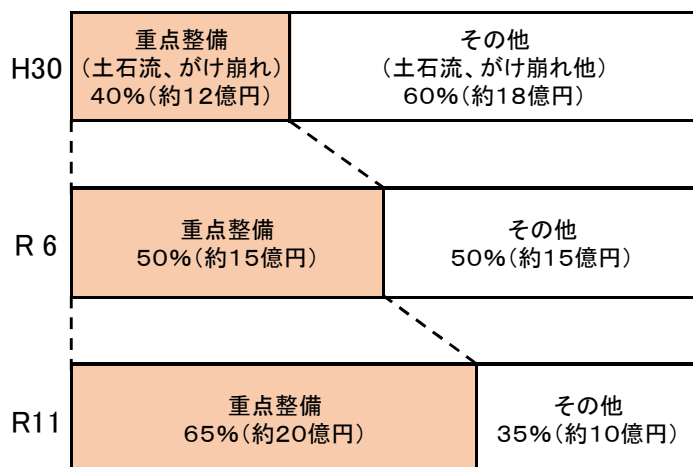 H30
重点整備
(土石流、がけ崩れ)
40%(約12億円)
その他
(土石流、がけ崩れ他)
60%(約18億円)
R 6
重点整備
50%(約15億円)
その他
50%(約15億円)
R11
重点整備
65%(約20億円)
その他
35%(約10億円)